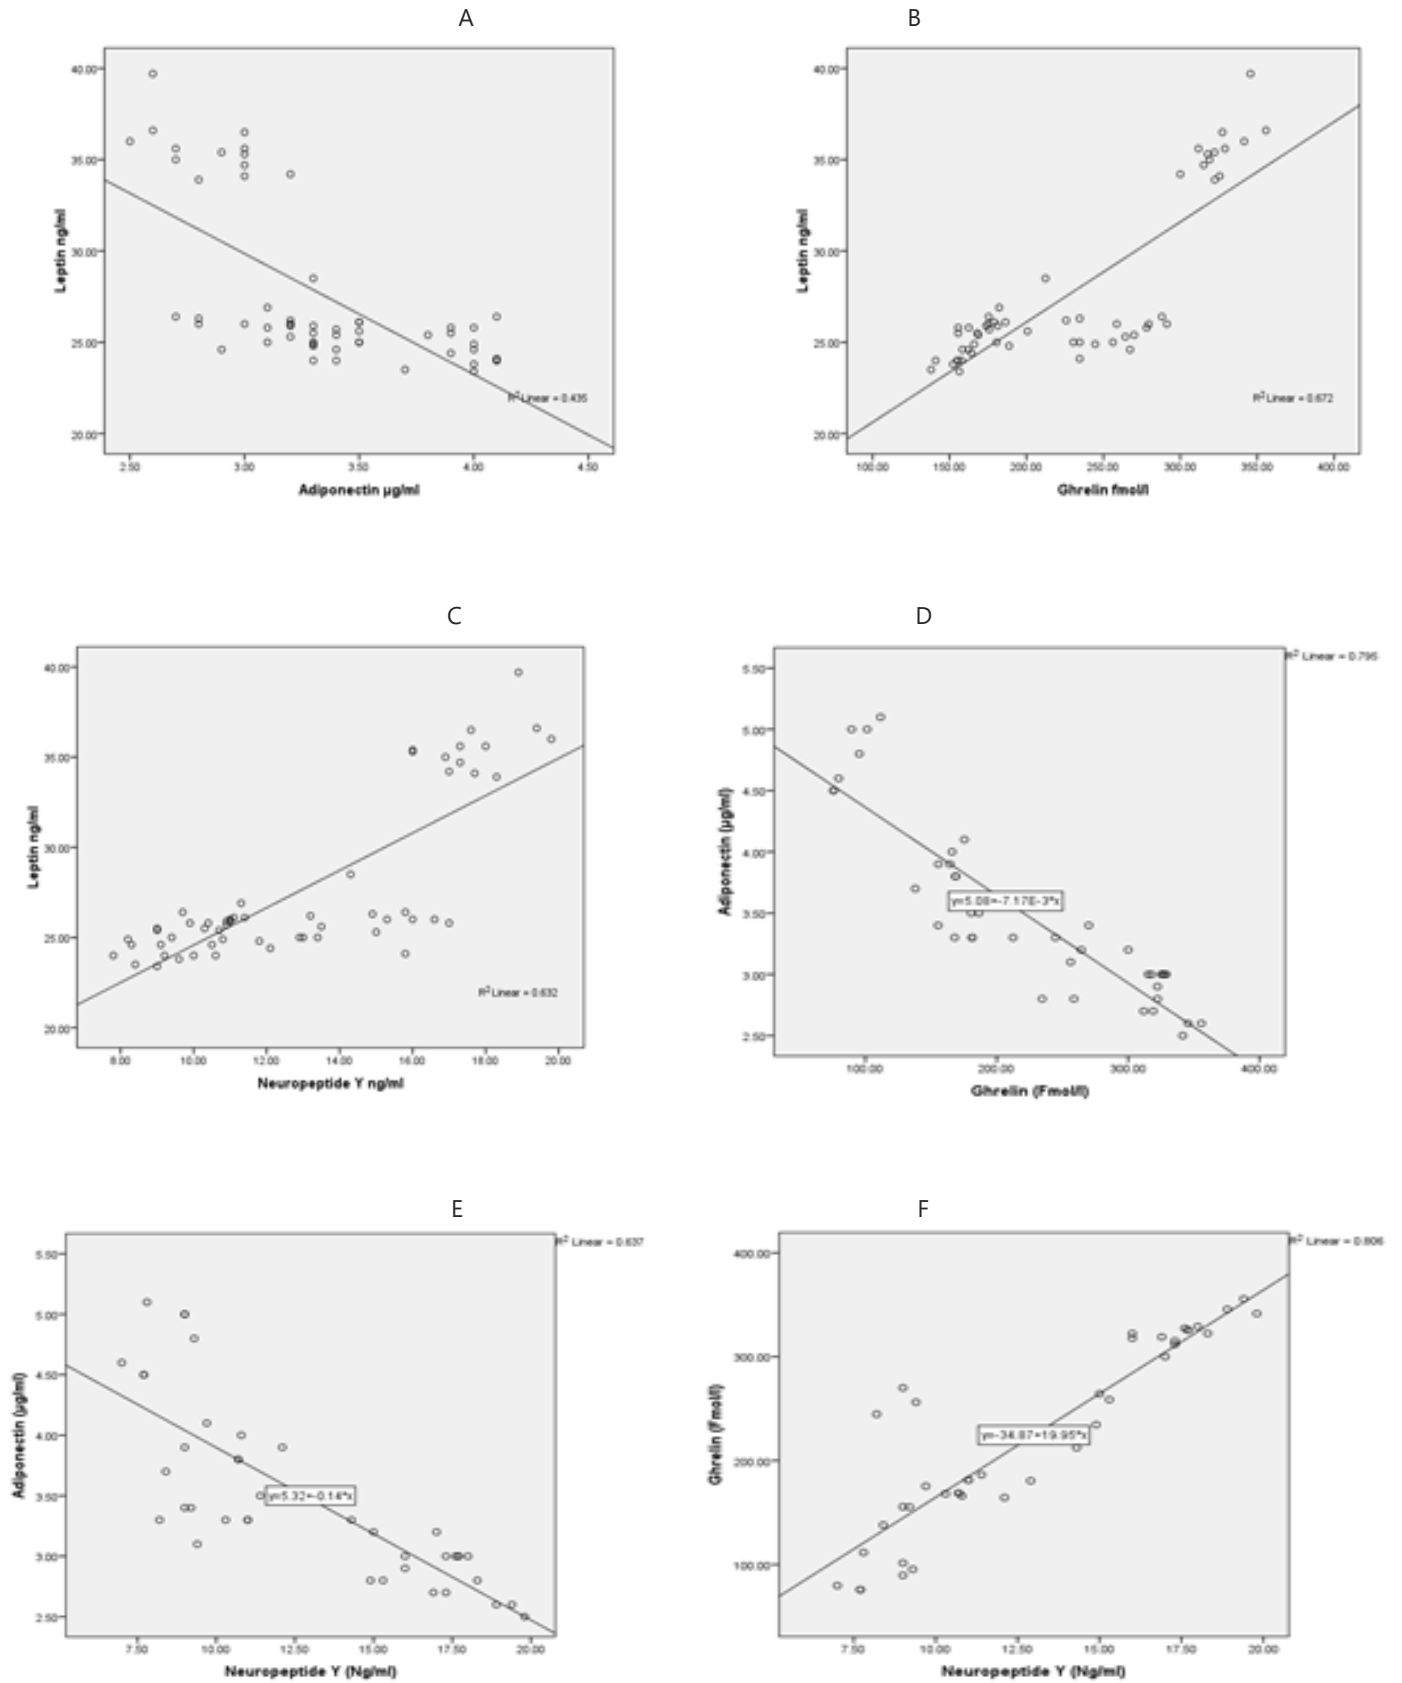 A
B
40.00
35.00
30.00
25.00
20.00
Leptin ng/ml
R2 Linear = 0.435
2.50 3.00 3.50 4.00 4.50
Adiponectin µg/ml
40.00
35.00
30.00
25.00
20.00
Leptin ng/ml
R2 Linear = 0.672
100.00 150.00 200.00 250.00 300.00 350.00 400.00
Ghrelin fmol/l
C
D
40.00
35.00
30.00
25.00
20.00
Leptin ng/ml
R2 Linear = 0.632
8.00 10.00 12.00 14.00 16.00 18.00 20.00
Neuropeptide Y ng/ml
R2 Linear = 0.795
5.50
5.00
4.50
4.00
3.50
3.00
2.50
Adiponectin (µg/ml)
y=5.08+-7.17E-3*x
100.00 200.00 300.00 400.00
Ghrelin (Fmol/l)
E
F
R2 Linear = 0.637
5.50
5.00
4.50
4.00
3.50
3.00
2.50
Adiponectin (µg/ml)
y=5.32+-0.14*x
7.50 10.00 12.50 15.00 17.50 20.00
Neuropeptide Y (Ng/ml)
R2 Linear = 0.806
400.00
300.00
200.00
100.00
Ghrelin (Fmol/l)
y=-34.87+19.95*x
7.50 10.00 12.50 15.00 17.50 20.00
Neuropeptide Y (Ng/ml)